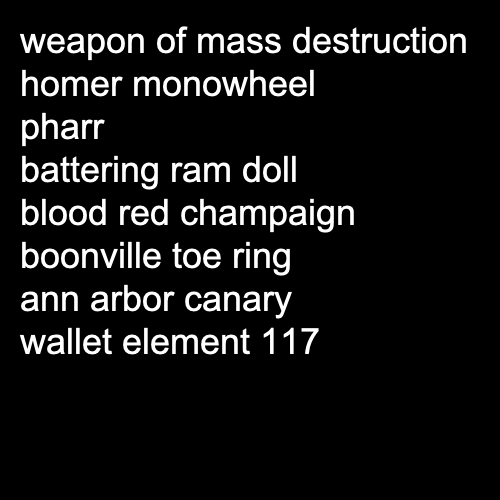 weapon of mass destruction
homer monowheel
pharr
battering ram doll
blood red champaign
boonville toe ring
ann arbor canary
wallet element 117